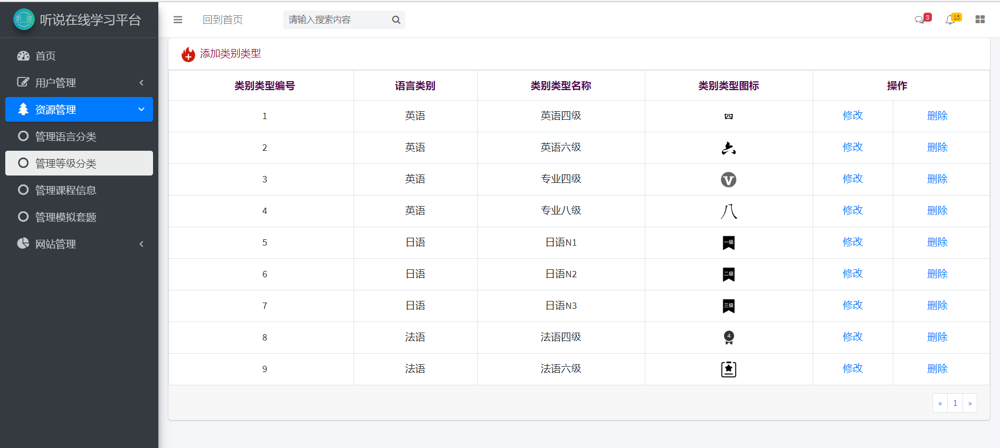 听说 听说在线学习平台 回到首页 请输入搜索内容 3 15
首页
用户管理
资源管理
管理语言分类
管理等级分类
管理课程信息
管理模拟套题
网站管理
添加类别类型
类别类型编号 语言类别 类别类型名称 类别类型图标 操作
1 英语 英语四级 四 修改 删除
2 英语 英语六级 六 修改 删除
3 英语 专业四级 V 修改 删除
4 英语 专业八级 八 修改 删除
5 日语 日语N1 一级 修改 删除
6 日语 日语N2 二级 修改 删除
7 日语 日语N3 三级 修改 删除
8 法语 法语四级 4 修改 删除
9 法语 法语六级 修改 删除
« 1 »